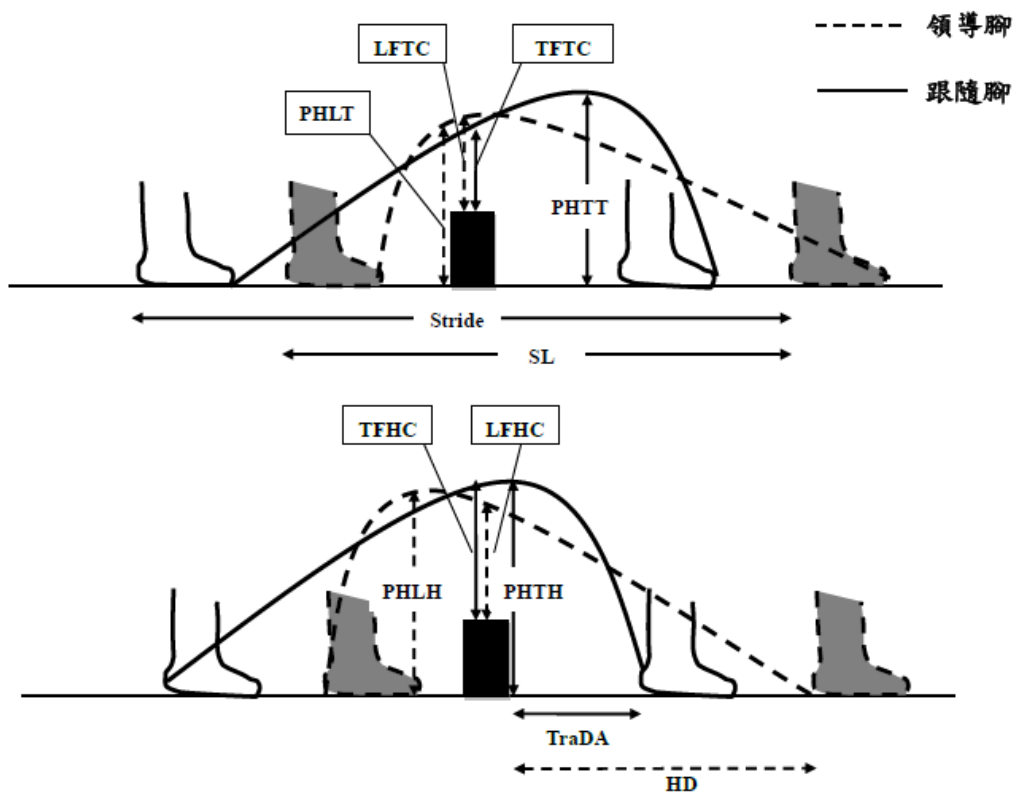 領導腳
LFTC
TFTC
跟隨腳
PHLT
PHTT
Stride
SL
TFHC
LFHC
PHLH
PHTH
TraDA
HD